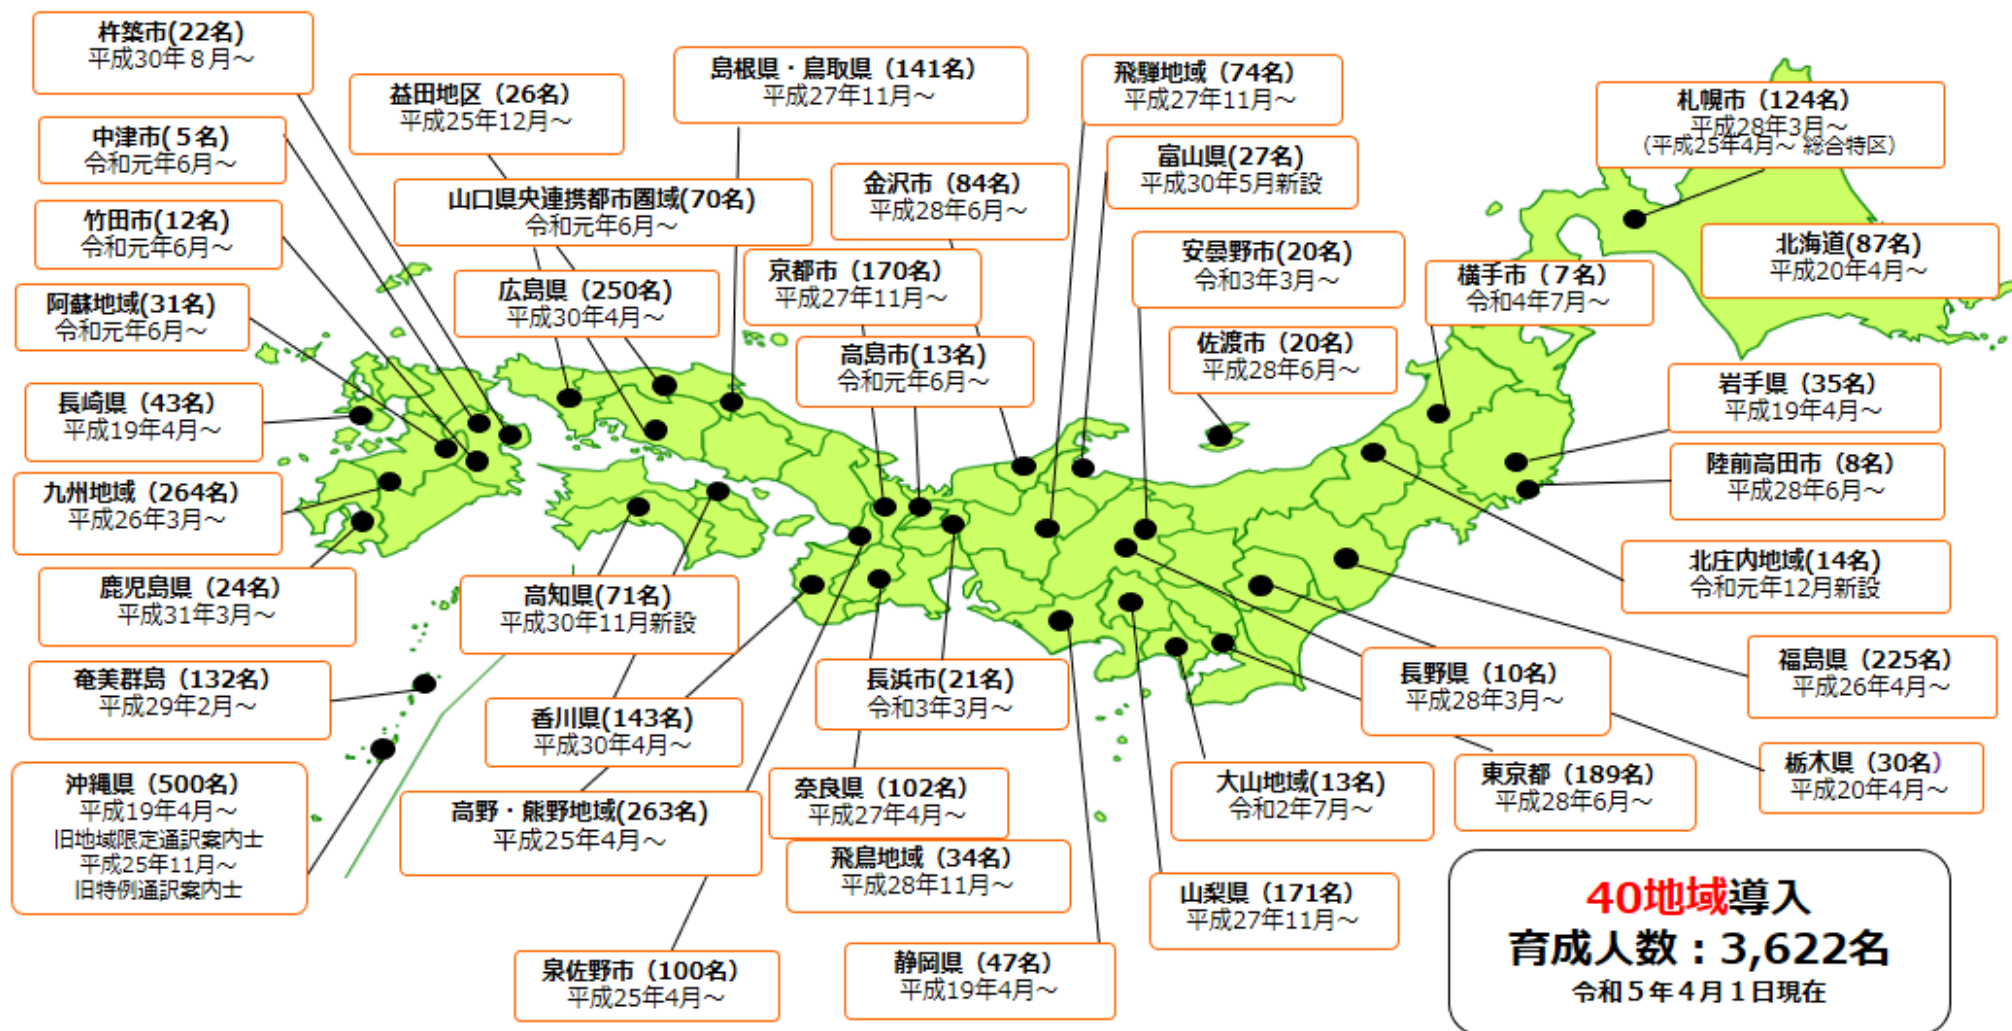 杵築市(22名)
平成30年８月～
中津市(５名)
令和元年6月～
竹田市(12名)
令和元年6月～
阿蘇地域(31名)
令和元年6月～
長崎県（43名）
平成19年4月～
九州地域（264名）
平成26年3月～
鹿児島県（24名）
平成31年3月～
奄美群島（132名）
平成29年2月～
沖縄県（500名）
平成19年4月～
旧地域限定通訳案内士
平成25年11月～
旧特例通訳案内士
益田地区（26名）
平成25年12月～
山口県央連携都市圏域(70名)
令和元年6月～
広島県（250名）
平成30年4月～
島根県・鳥取県（141名）
平成27年11月～
金沢市（84名）
平成28年6月～
京都市（170名）
平成27年11月～
高島市(13名)
令和元年6月～
飛騨地域（74名）
平成27年11月～
富山県(27名)
平成30年5月新設
安曇野市(20名)
令和3年3月～
佐渡市（20名）
平成28年6月～
札幌市（124名）
平成28年3月～
（平成25年4月～ 総合特区）
北海道(87名)
平成20年4月～
横手市（７名）
令和4年7月～
岩手県（35名）
平成19年4月～
陸前高田市（8名）
平成28年6月～
北庄内地域(14名)
令和元年12月新設
福島県（225名）
平成26年4月～
栃木県（30名）
平成20年4月～
長野県（10名）
平成28年3月～
東京都（189名）
平成28年6月～
大山地域(13名)
令和2年7月～
山梨県（171名）
平成27年11月～
静岡県（47名）
平成19年4月～
長浜市(21名)
令和3年3月～
奈良県（102名）
平成27年4月～
飛鳥地域（34名）
平成28年11月～
高知県(71名)
平成30年11月新設
香川県(143名)
平成30年4月～
高野・熊野地域(263名)
平成25年4月～
泉佐野市（100名）
平成25年4月～
40地域導入
育成人数：3,622名
令和５年４月１日現在